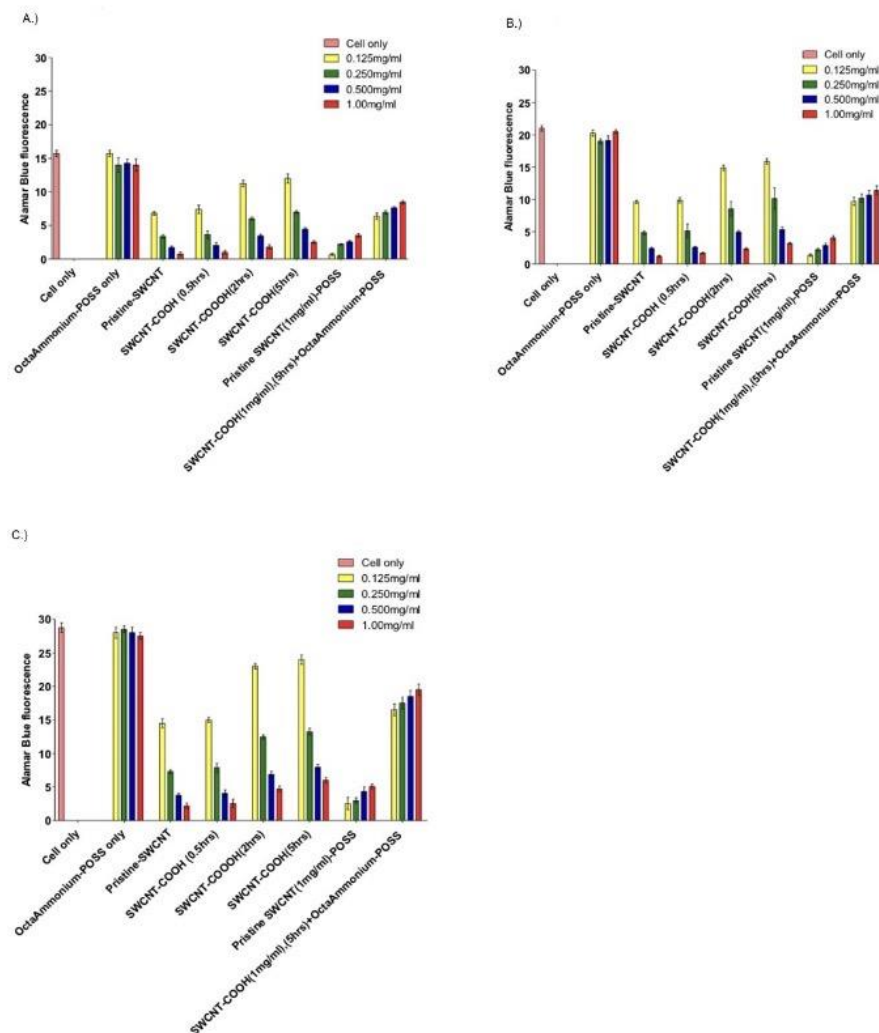 A.)
Cell only
0.125mg/ml
0.250mg/ml
0.500mg/ml
1.00mg/ml
30
25
20
15
10
5
0
Alamar Blue fluorescence
Cell only
OctaAmmonium-POSS only
Pristine-SWCNT
SWCNT-COOH (0.5hrs)
SWCNT-COOOH(2hrs)
SWCNT-COOH(5hrs)
Pristine SWCNT(1mg/ml)-POSS
SWCNT-COOH(1mg/ml),(5hrs)+OctaAmmonium-POSS
B.)
Cell only
0.125mg/ml
0.250mg/ml
0.500mg/ml
1.00mg/ml
30
25
20
15
10
5
0
Alamar Blue fluorescence
Cell only
OctaAmmonium-POSS only
Pristine-SWCNT
SWCNT-COOH (0.5hrs)
SWCNT-COOOH(2hrs)
SWCNT-COOH(5hrs)
Pristine SWCNT(1mg/ml)-POSS
SWCNT-COOH(1mg/ml),(5hrs)+OctaAmmonium-POSS
C.)
Cell only
0.125mg/ml
0.250mg/ml
0.500mg/ml
1.00mg/ml
30
25
20
15
10
5
0
Alamar Blue fluorescence
Cell only
OctaAmmonium-POSS only
Pristine-SWCNT
SWCNT-COOH (0.5hrs)
SWCNT-COOOH(2hrs)
SWCNT-COOH(5hrs)
Pristine SWCNT(1mg/ml)-POSS
SWCNT-COOH(1mg/ml),(5hrs)+OctaAmmonium-POSS